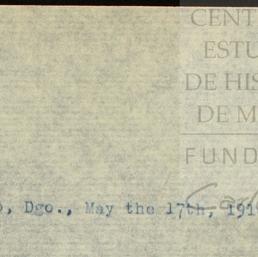 CENT
ESTU
DE HIS
DE M
FUND
Dgo., May the 17th, 191